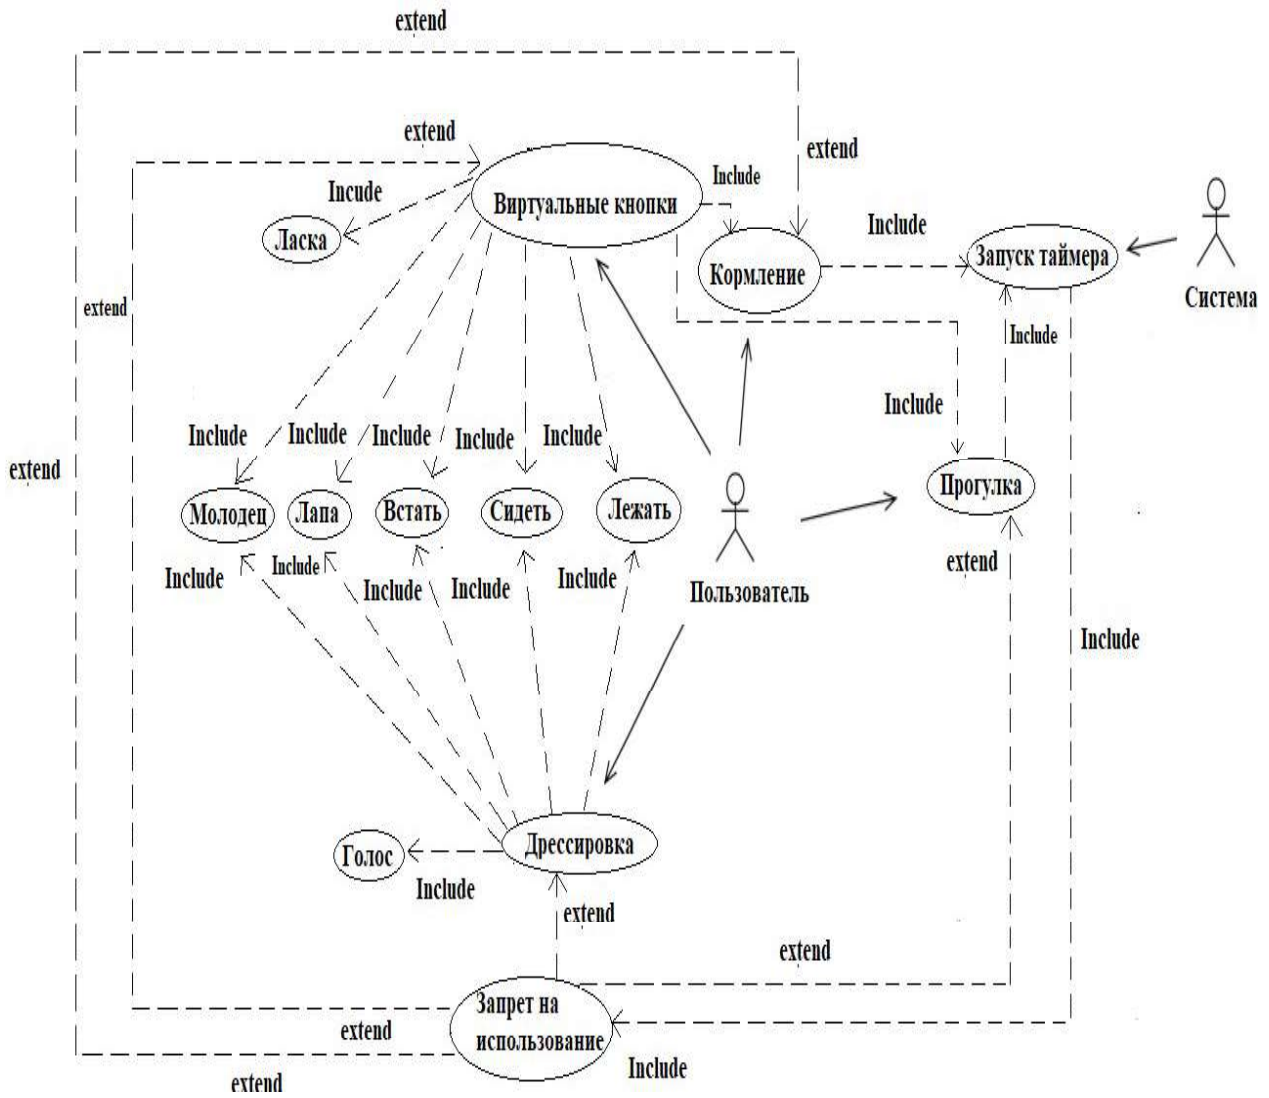 extend
extend
extend
Include
Incude
Виртуальные кнопки
Ласка
Include
Запуск таймера
Кормление
Система
extend
Include
Include
Include
Include
Include
Include
Include
extend
Молодец
Лапа
Встать
Сидеть
Лежать
Прогулка
extend
Include
Include
Include
Include
Include
Пользователь
Include
Дрессировка
Голос
Include
extend
extend
Запрет на
использование
extend
Include
extend